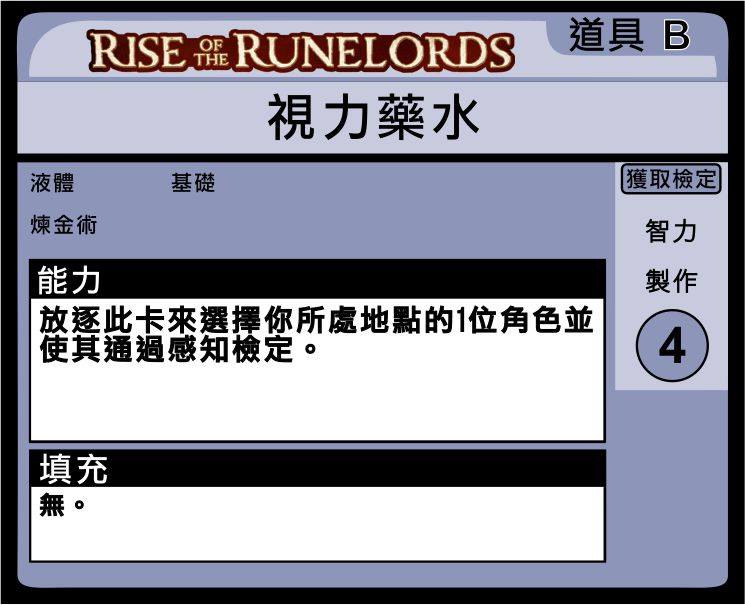 RISE OF THE RUNELORDS
道具 B
視力藥水
液體 基礎
煉金術
獲取檢定
智力
製作
4
能力
放逐此卡來選擇你所處地點的1位角色並
使其通過感知檢定。
填充
無。